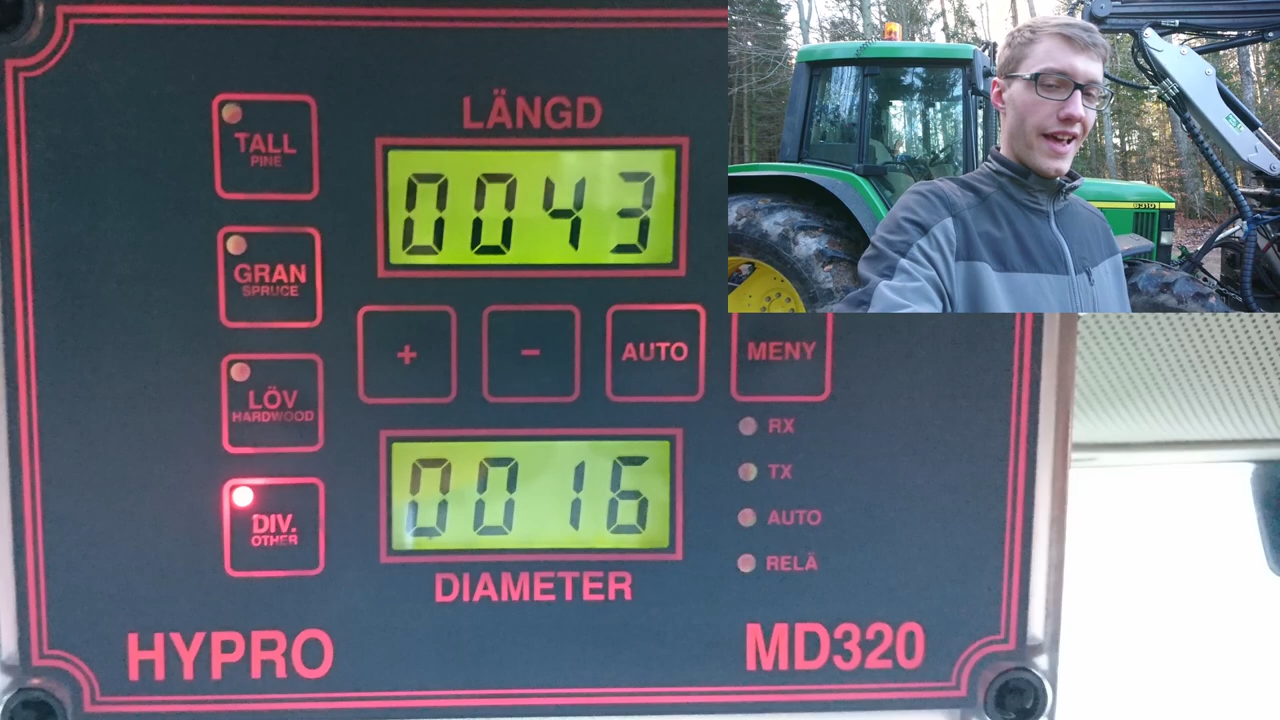 LÄNGD
TALL
PINE
0043
GRAN
SPRUCE
+
-
AUTO
MENY
LÖV
HARDWOOD
RX
TX
0016
DIV.
OTHER
AUTO
RELÄ
DIAMETER
HYPRO
MD320